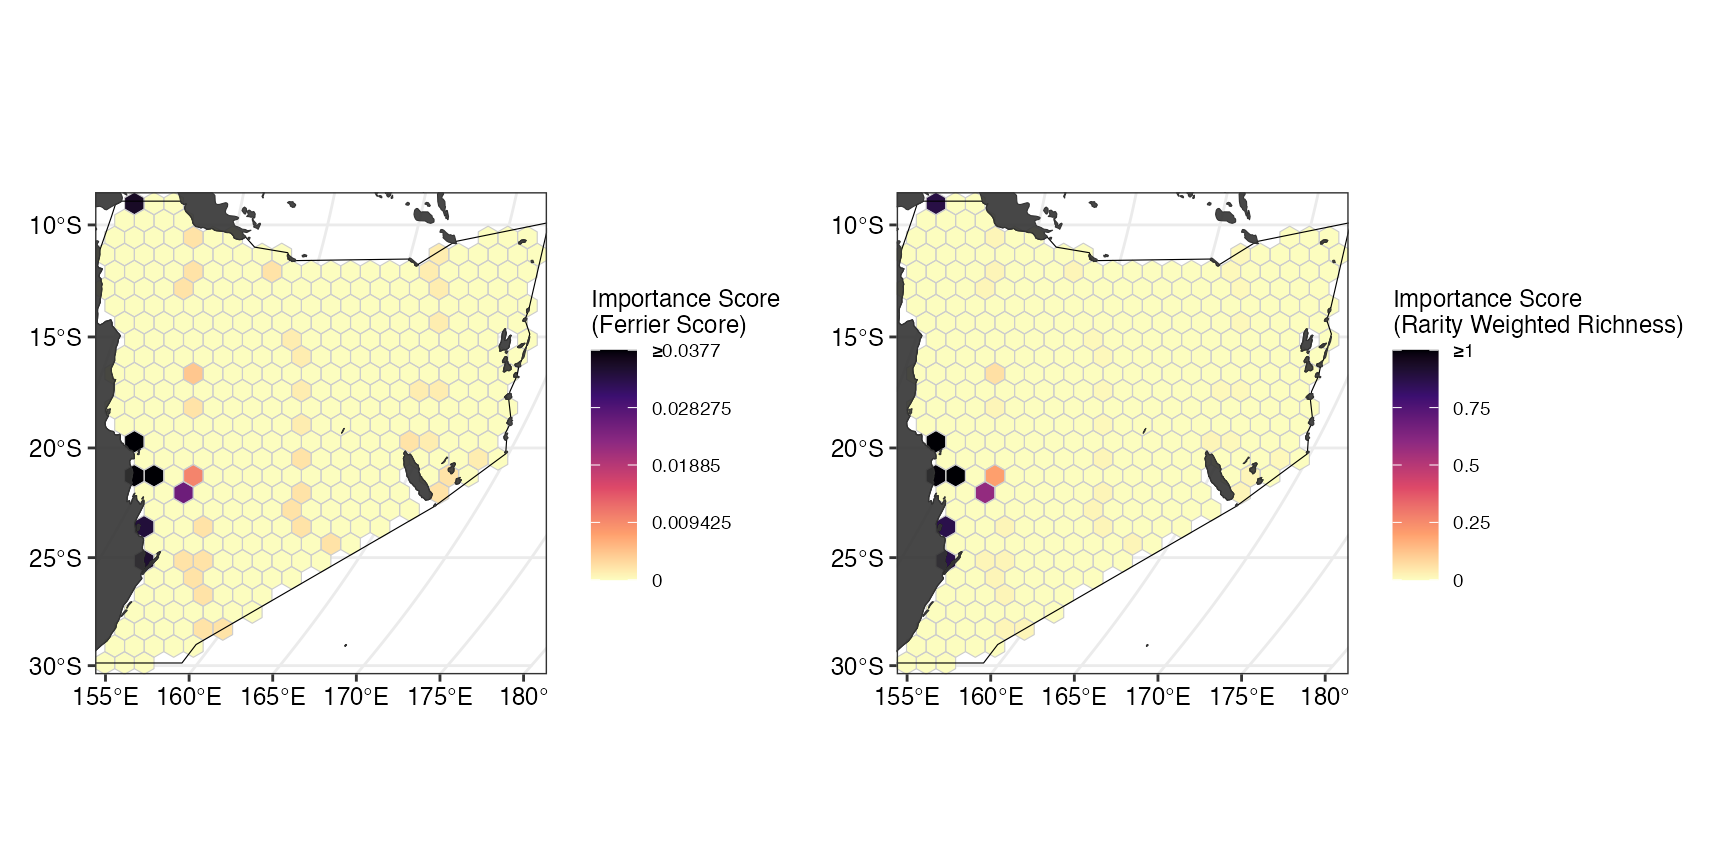 10°S
15°S
20°S
25°S
30°S
155°E 160°E 165°E 170°E 175°E 180°
Importance Score
(Ferrier Score)
≥0.0377
0.028275
0.01885
0.009425
0
10°S
15°S
20°S
25°S
30°S
155°E 160°E 165°E 170°E 175°E 180°
Importance Score
(Rarity Weighted Richness)
≥1
0.75
0.5
0.25
0